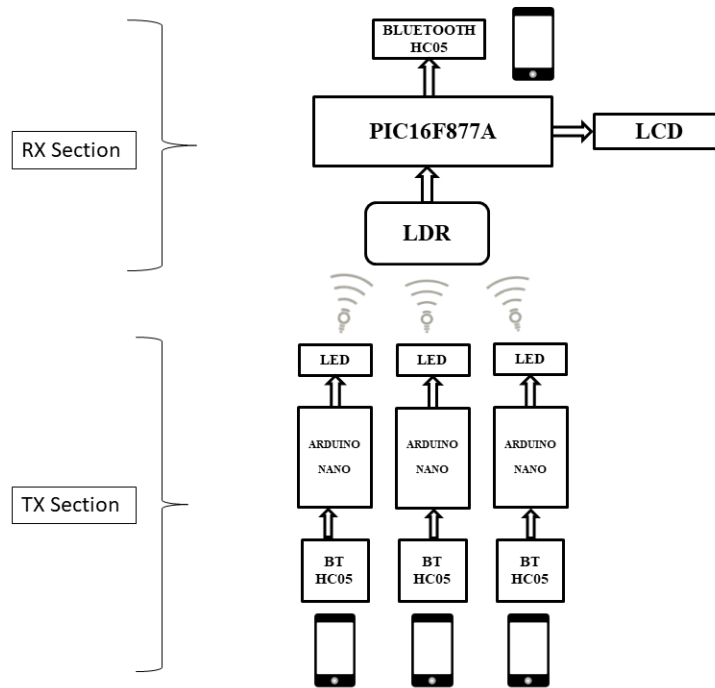 BLUETOOTH
HC05
PIC16F877A
LCD
RX Section
LDR
LED
LED
LED
ARDUINO
NANO
ARDUINO
NANO
ARDUINO
NANO
TX Section
BT
HC05
BT
HC05
BT
HC05